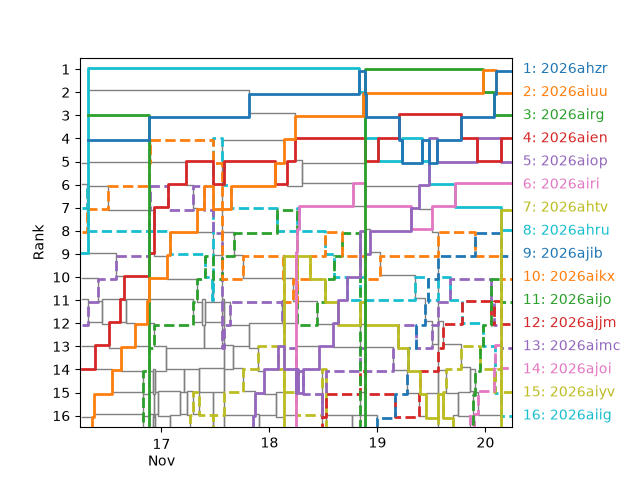 1
2
3
4
5
6
7
8
9
10
11
12
13
14
15
16
Rank
17
18
19
20
Nov
1: 2026ahzr
2: 2026aiuu
3: 2026airg
4: 2026aien
5: 2026aiop
6: 2026airi
7: 2026ahtv
8: 2026ahru
9: 2026ajib
10: 2026aikx
11: 2026aijo
12: 2026ajjm
13: 2026aimc
14: 2026ajoi
15: 2026aiyv
16: 2026aiig